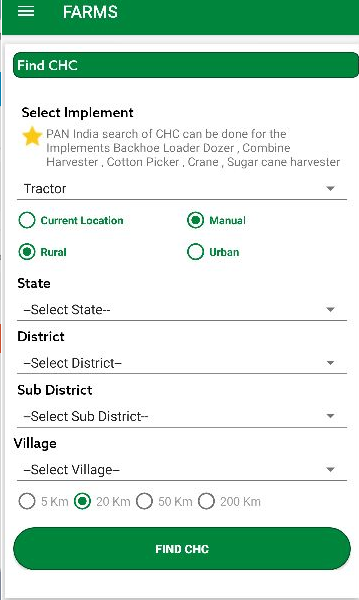 FARMS
Find CHC
Select Implement
PAN India search of CHC can be done for the
Implements Backhoe Loader Dozer , Combine
Harvester , Cotton Picker , Crane , Sugar cane harvester
Tractor
Current Location Manual
Rural Urban
State
--Select State--
District
--Select District--
Sub District
--Select Sub District--
Village
--Select Village--
5 Km 20 Km 50 Km 200 Km
FIND CHC